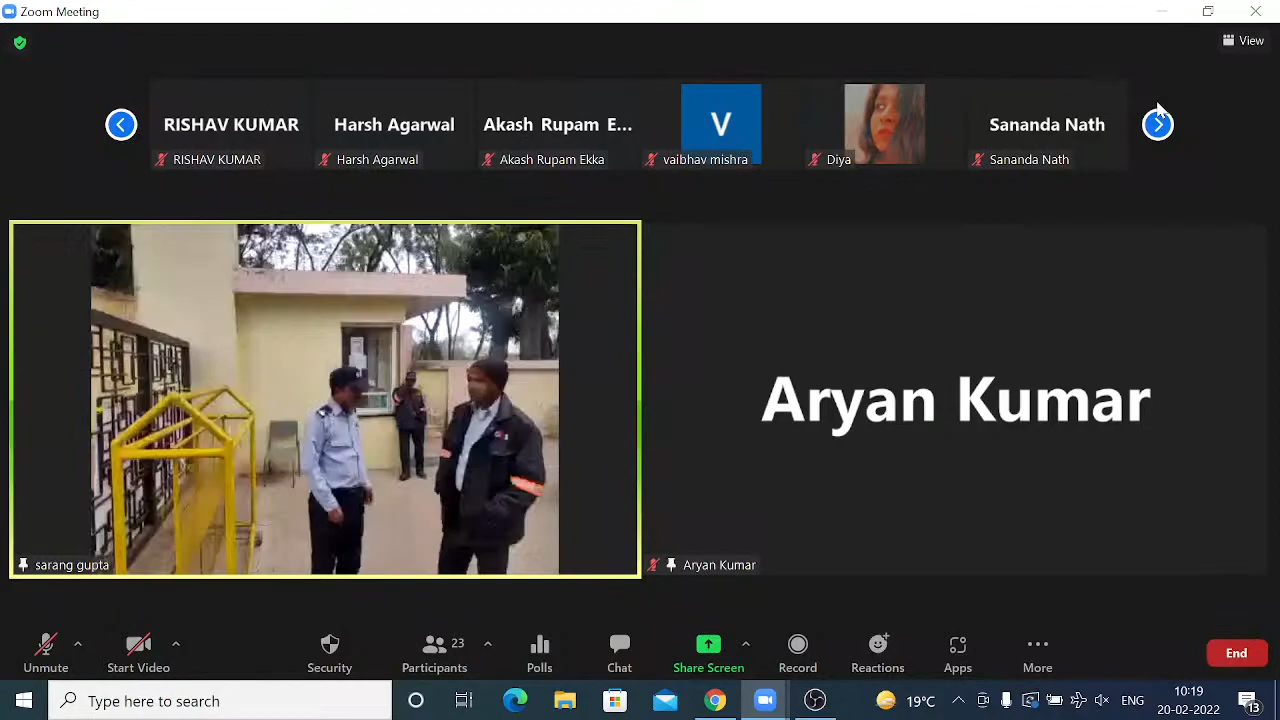 Zoom Meeting
View
RISHAV KUMAR
Harsh Agarwal
Akash Rupam E...
V
Sananda Nath
RISHAV KUMAR
Harsh Agarwal
Akash Rupam Ekka
vaibhav mishra
Diya
Sananda Nath
Aryan Kumar
sarang gupta
Aryan Kumar
23
Unmute
Start Video
Security
Participants
Polls
Chat
Share Screen
Record
Reactions
Apps
More
End
Type here to search
19°C
ENG
10:19
20-02-2022
13